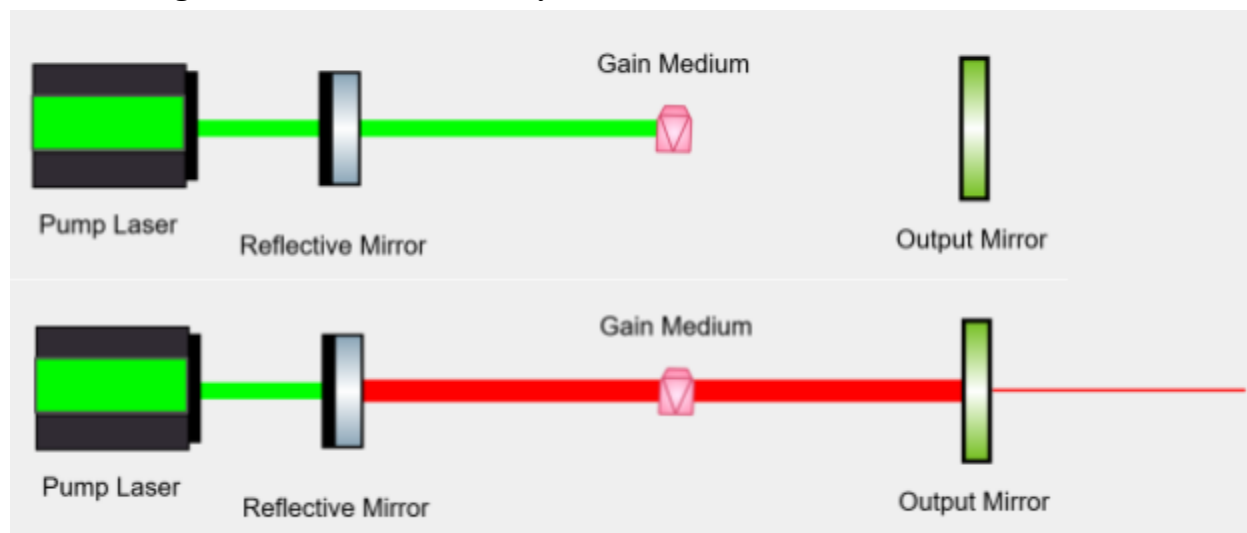 Gain Medium
Pump Laser
Reflective Mirror
Output Mirror
Gain Medium
Pump Laser
Reflective Mirror
Output Mirror